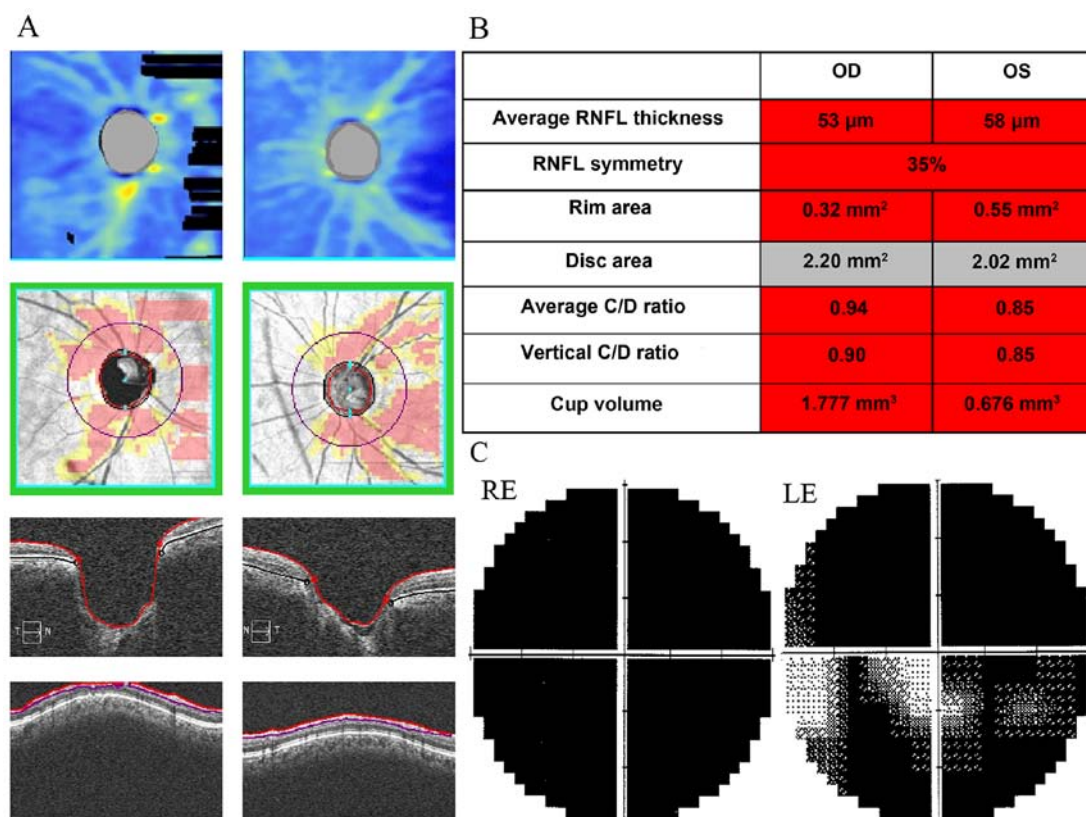 A
B
OD OS
Average RNFL thickness 53 µm 58 µm
RNFL symmetry 35%
Rim area 0.32 mm² 0.55 mm²
Disc area 2.20 mm² 2.02 mm²
Average C/D ratio 0.94 0.85
Vertical C/D ratio 0.90 0.85
Cup volume 1.777 mm³ 0.676 mm³
C
RE LE
T N N T